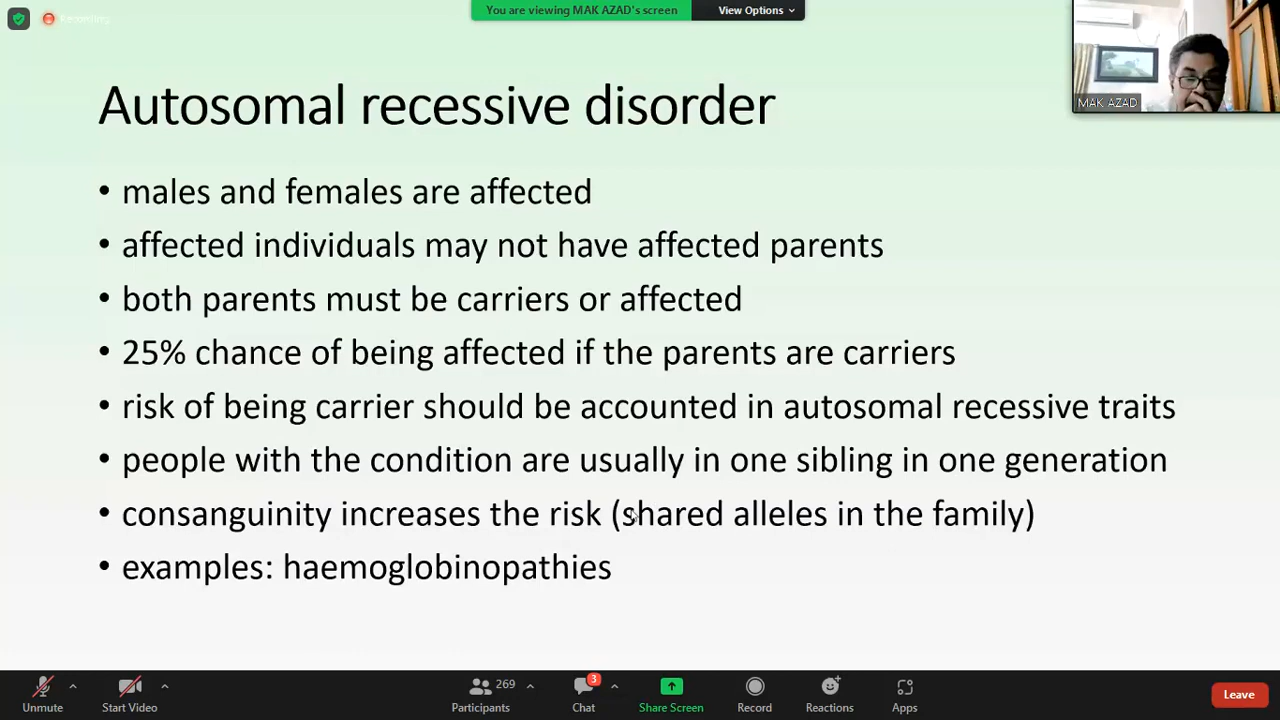 Recording
You are viewing MAK AZAD's screen
View Options
MAK AZAD
Autosomal recessive disorder
• males and females are affected
• affected individuals may not have affected parents
• both parents must be carriers or affected
• 25% chance of being affected if the parents are carriers
• risk of being carrier should be accounted in autosomal recessive traits
• people with the condition are usually in one sibling in one generation
• consanguinity increases the risk (shared alleles in the family)
• examples: haemoglobinopathies
Unmute
Start Video
269
Participants
3
Chat
Share Screen
Record
Reactions
Apps
Leave